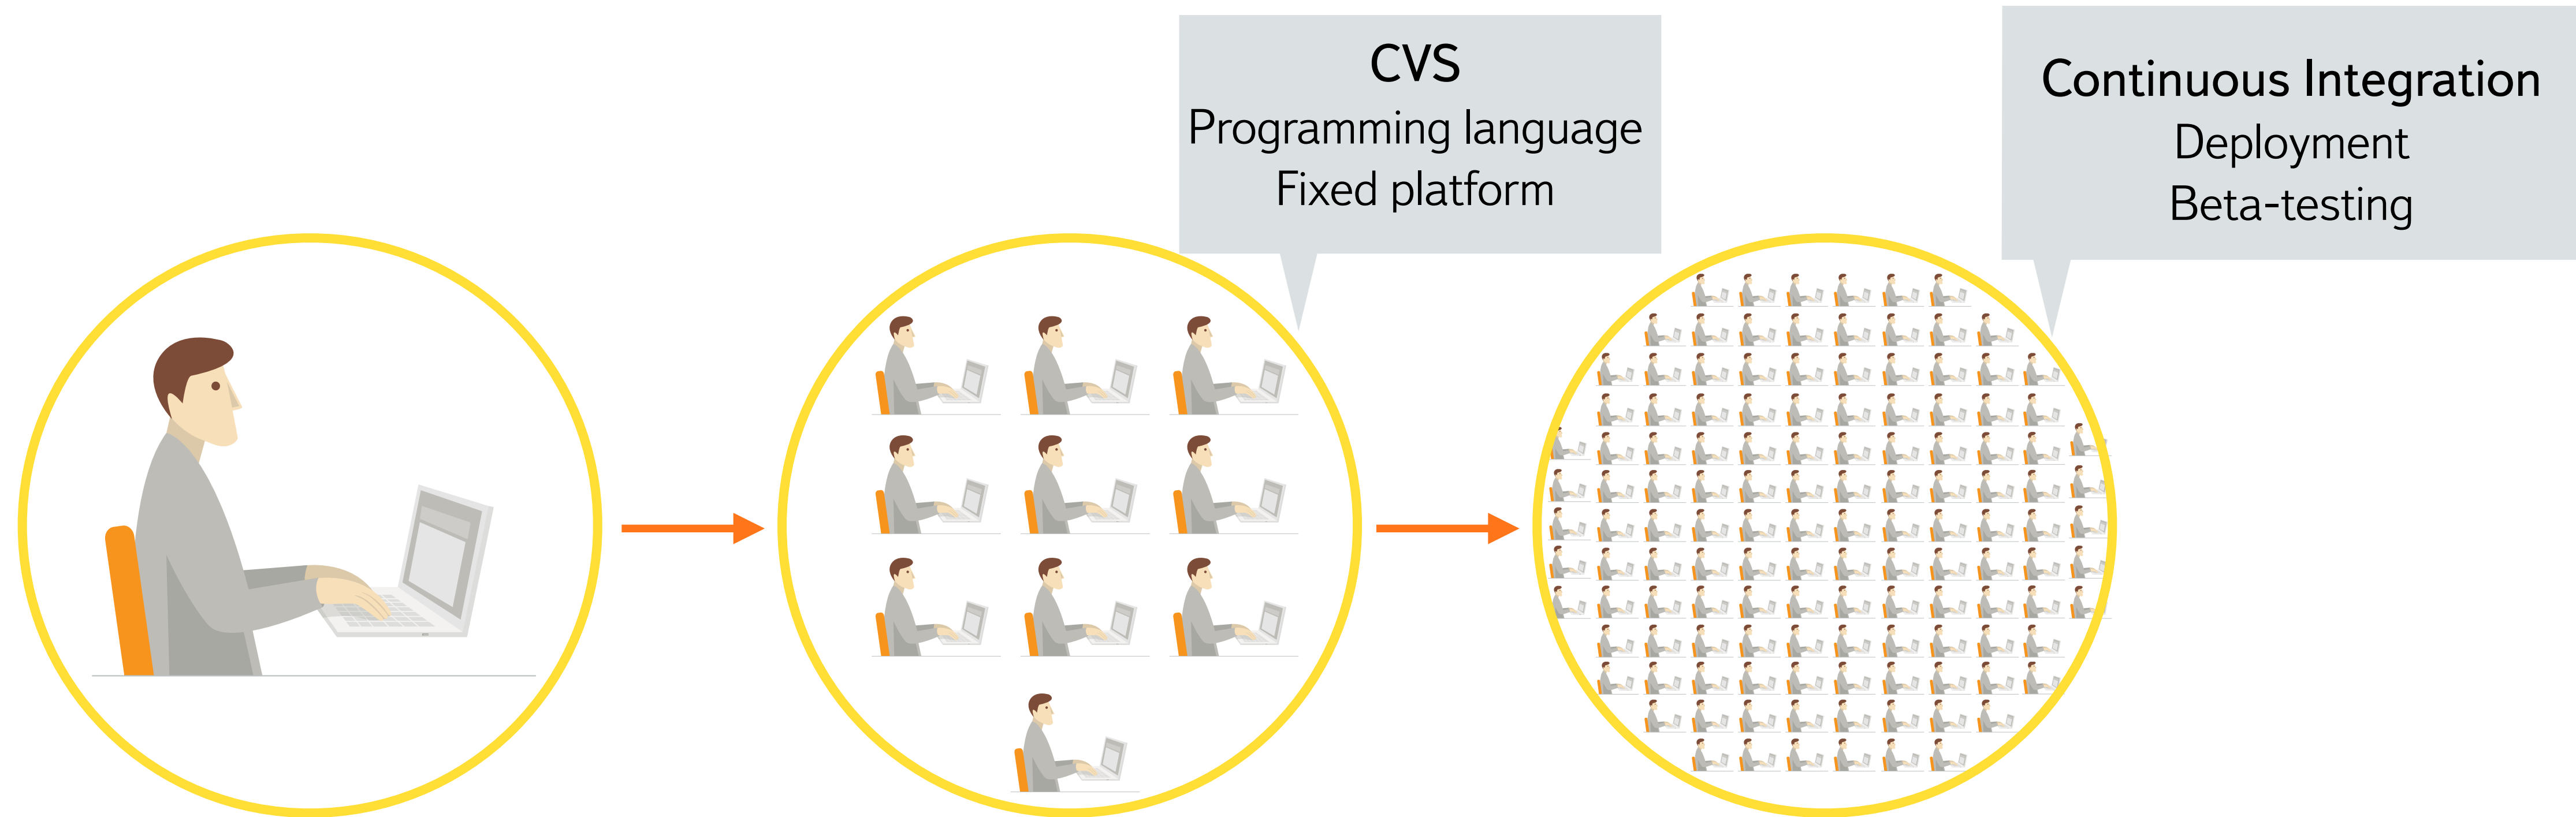 CVS
Programming language
Fixed platform
Continuous Integration
Deployment
Beta-testing